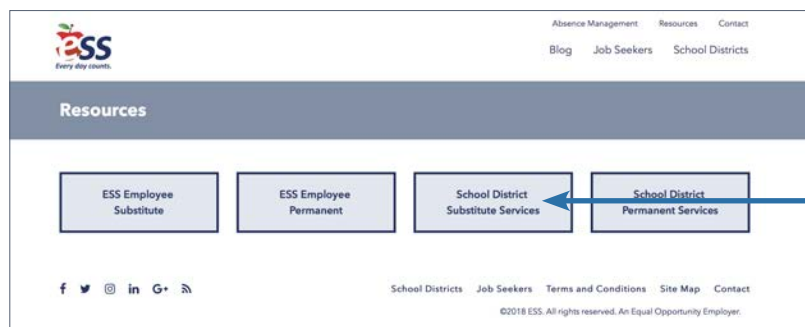 Absence Management Resources Contact
ess
Every day counts.
Blog Job Seekers School Districts
Resources
ESS Employee
Substitute
ESS Employee
Permanent
School District
Substitute Services
School District
Permanent Services
f in G+
School Districts Job Seekers Terms and Conditions Site Map Contact
©2018 ESS. All rights reserved. An Equal Opportunity Employer.